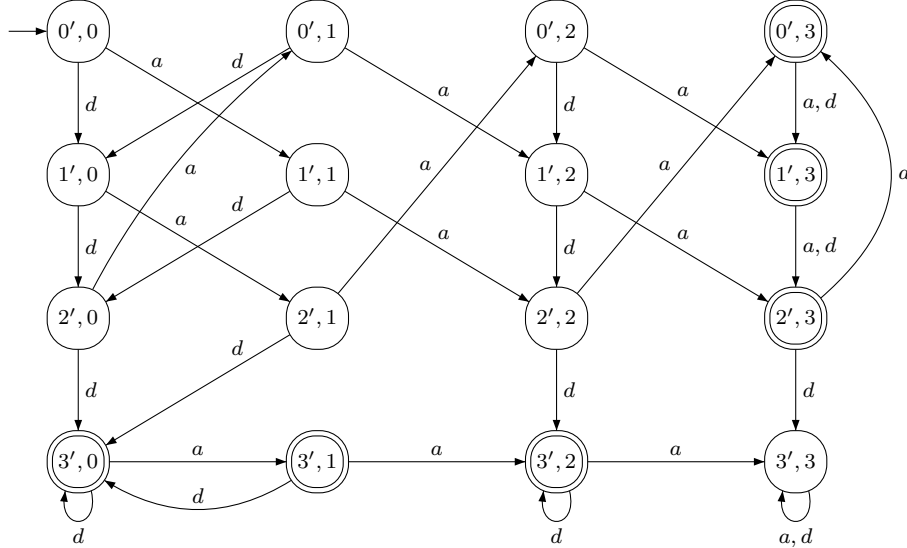 0′, 0 0′, 1 0′, 2 0′, 3
a d
d a d a a, d
1′, 0 1′, 1 1′, 2 1′, 3
a a a
d a d d a a, d
2′, 0 2′, 1 2′, 2 2′, 3
d
d d d
3′, 0 a 3′, 1 a 3′, 2 a 3′, 3
d
d d a, d